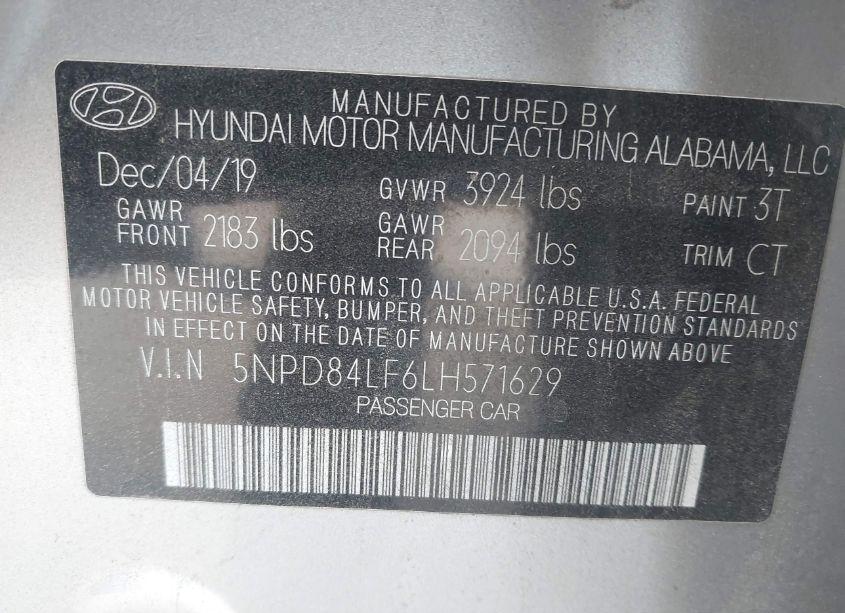 MANUFACTURED BY
HYUNDAI MOTOR MANUFACTURING ALABAMA, LLC
Dec/04/19 GVWR 3924 lbs PAINT 3T
GAWR FRONT 2183 lbs GAWR REAR 2094 lbs TRIM CT
THIS VEHICLE CONFORMS TO ALL APPLICABLE U.S.A. FEDERAL
MOTOR VEHICLE SAFETY, BUMPER, AND THEFT PREVENTION STANDARDS
IN EFFECT ON THE DATE OF MANUFACTURE SHOWN ABOVE
V.I.N 5NPD84LF6LH571629
PASSENGER CAR